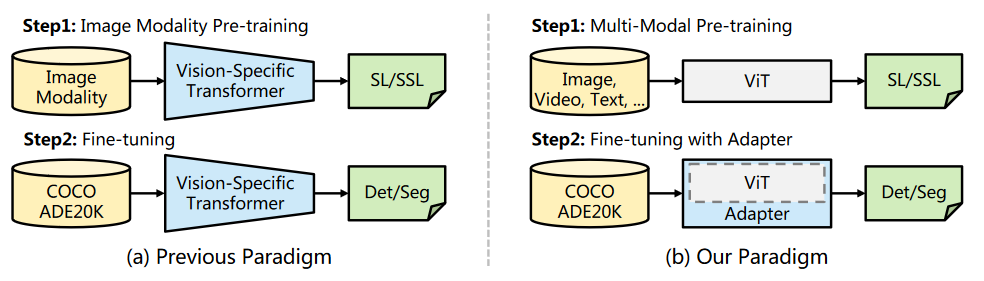 Step1: Image Modality Pre-training
Image
Modality
Vision-Specific
Transformer
SL/SSL
Step2: Fine-tuning
COCO
ADE20K
Vision-Specific
Transformer
Det/Seg
(a) Previous Paradigm
Step1: Multi-Modal Pre-training
Image,
Video, Text, ...
ViT
SL/SSL
Step2: Fine-tuning with Adapter
COCO
ADE20K
ViT
Adapter
Det/Seg
(b) Our Paradigm